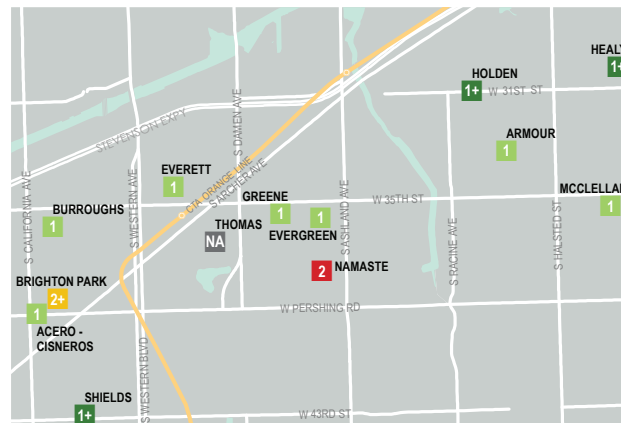 HOLDEN
1+
W 31ST ST
HEALY
1+
ARMOUR
1
STEVENSON EXPY
S DAMEN AVE
CTA ORANGE LINE
S ARCHER AVE
EVERETT
1
GREENE
1
W 35TH ST
MCCLELLAN
1
BURROUGHS
1
S CALIFORNIA AVE
S WESTERN AVE
THOMAS
NA
EVERGREEN
1
S ASHLAND AVE
S RACINE AVE
S HALSTED ST
NAMASTE
2
BRIGHTON PARK
2+
1
ACERO -
CISNEROS
W PERSHING RD
S WESTERN BLVD
SHIELDS
1+
W 43RD ST